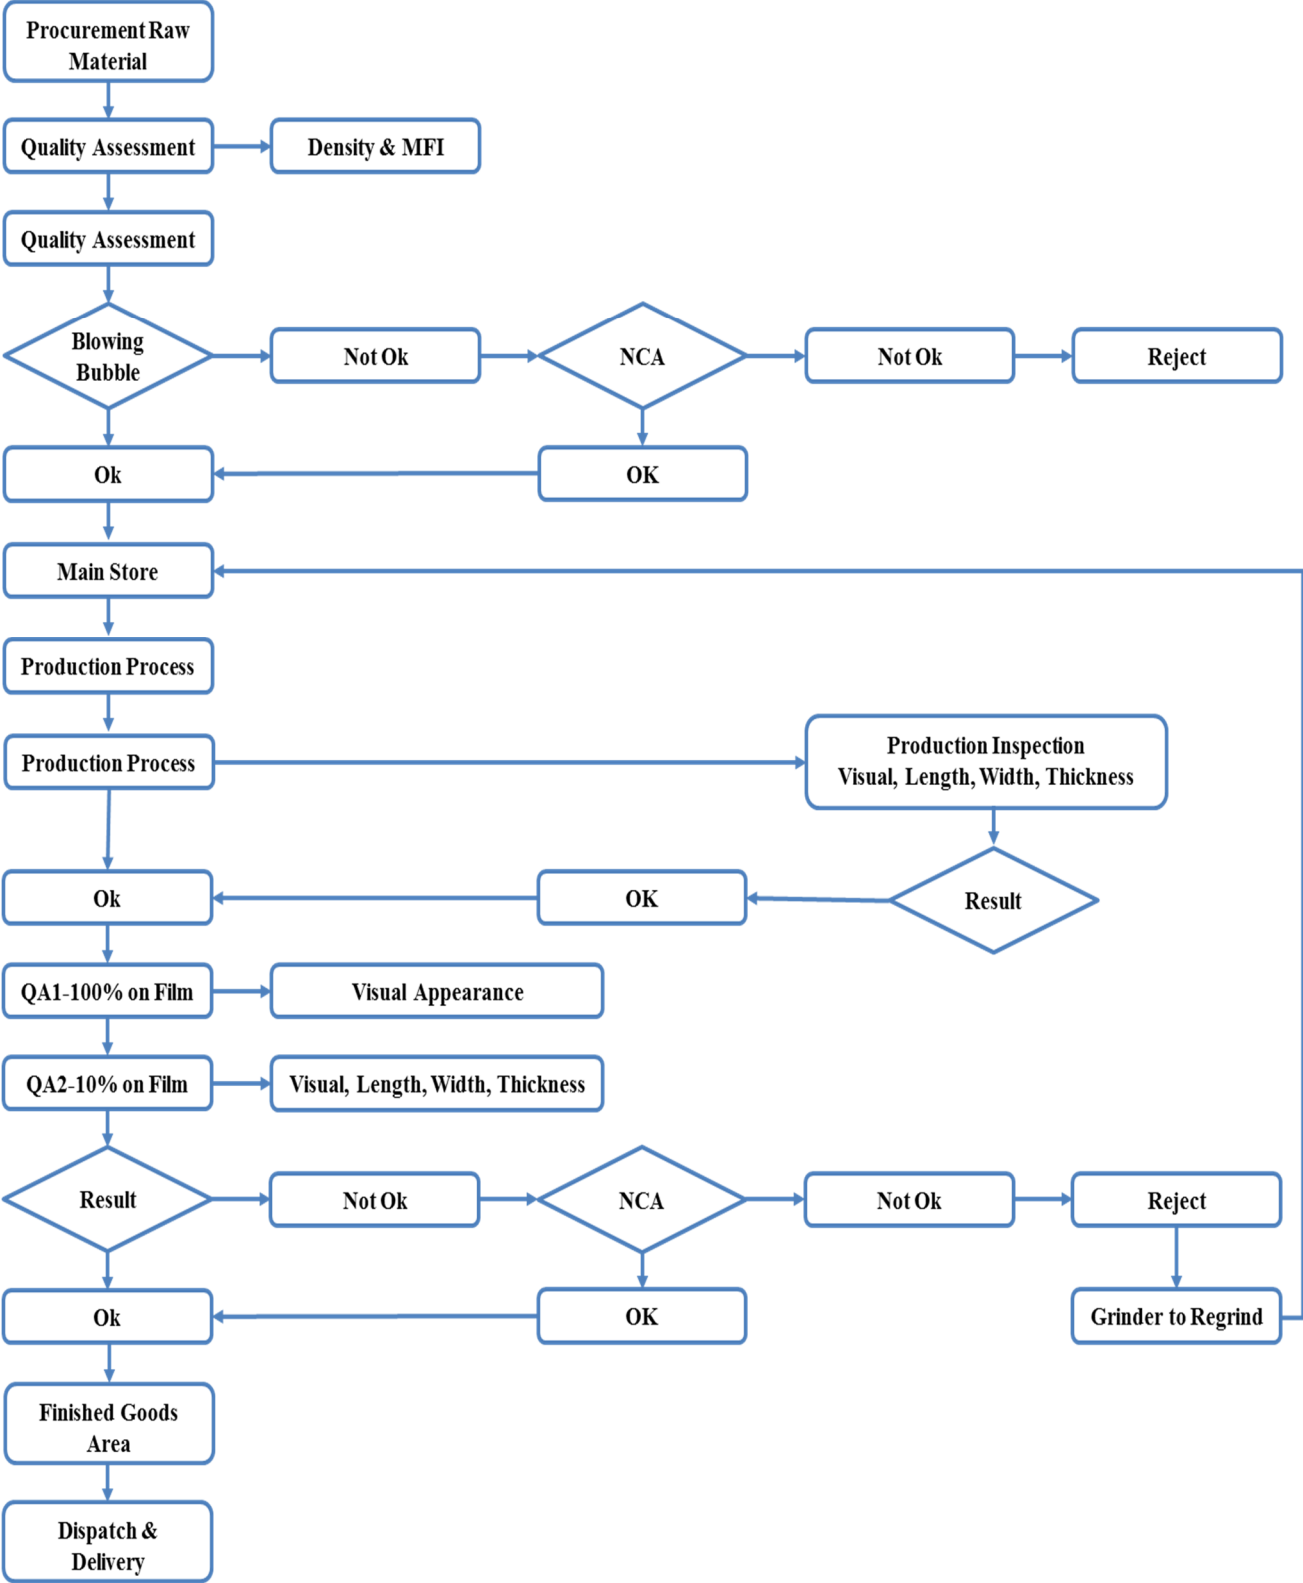 Procurement Raw
Material
Quality Assessment
Density & MFI
Quality Assessment
Blowing
Bubble
Not Ok
NCA
Not Ok
Reject
Ok
OK
Main Store
Production Process
Production Process
Production Inspection
Visual, Length, Width, Thickness
Ok
OK
Result
QA1-100% on Film
Visual Appearance
QA2-10% on Film
Visual, Length, Width, Thickness
Result
Not Ok
NCA
Not Ok
Reject
Ok
OK
Grinder to Regrind
Finished Goods
Area
Dispatch &
Delivery